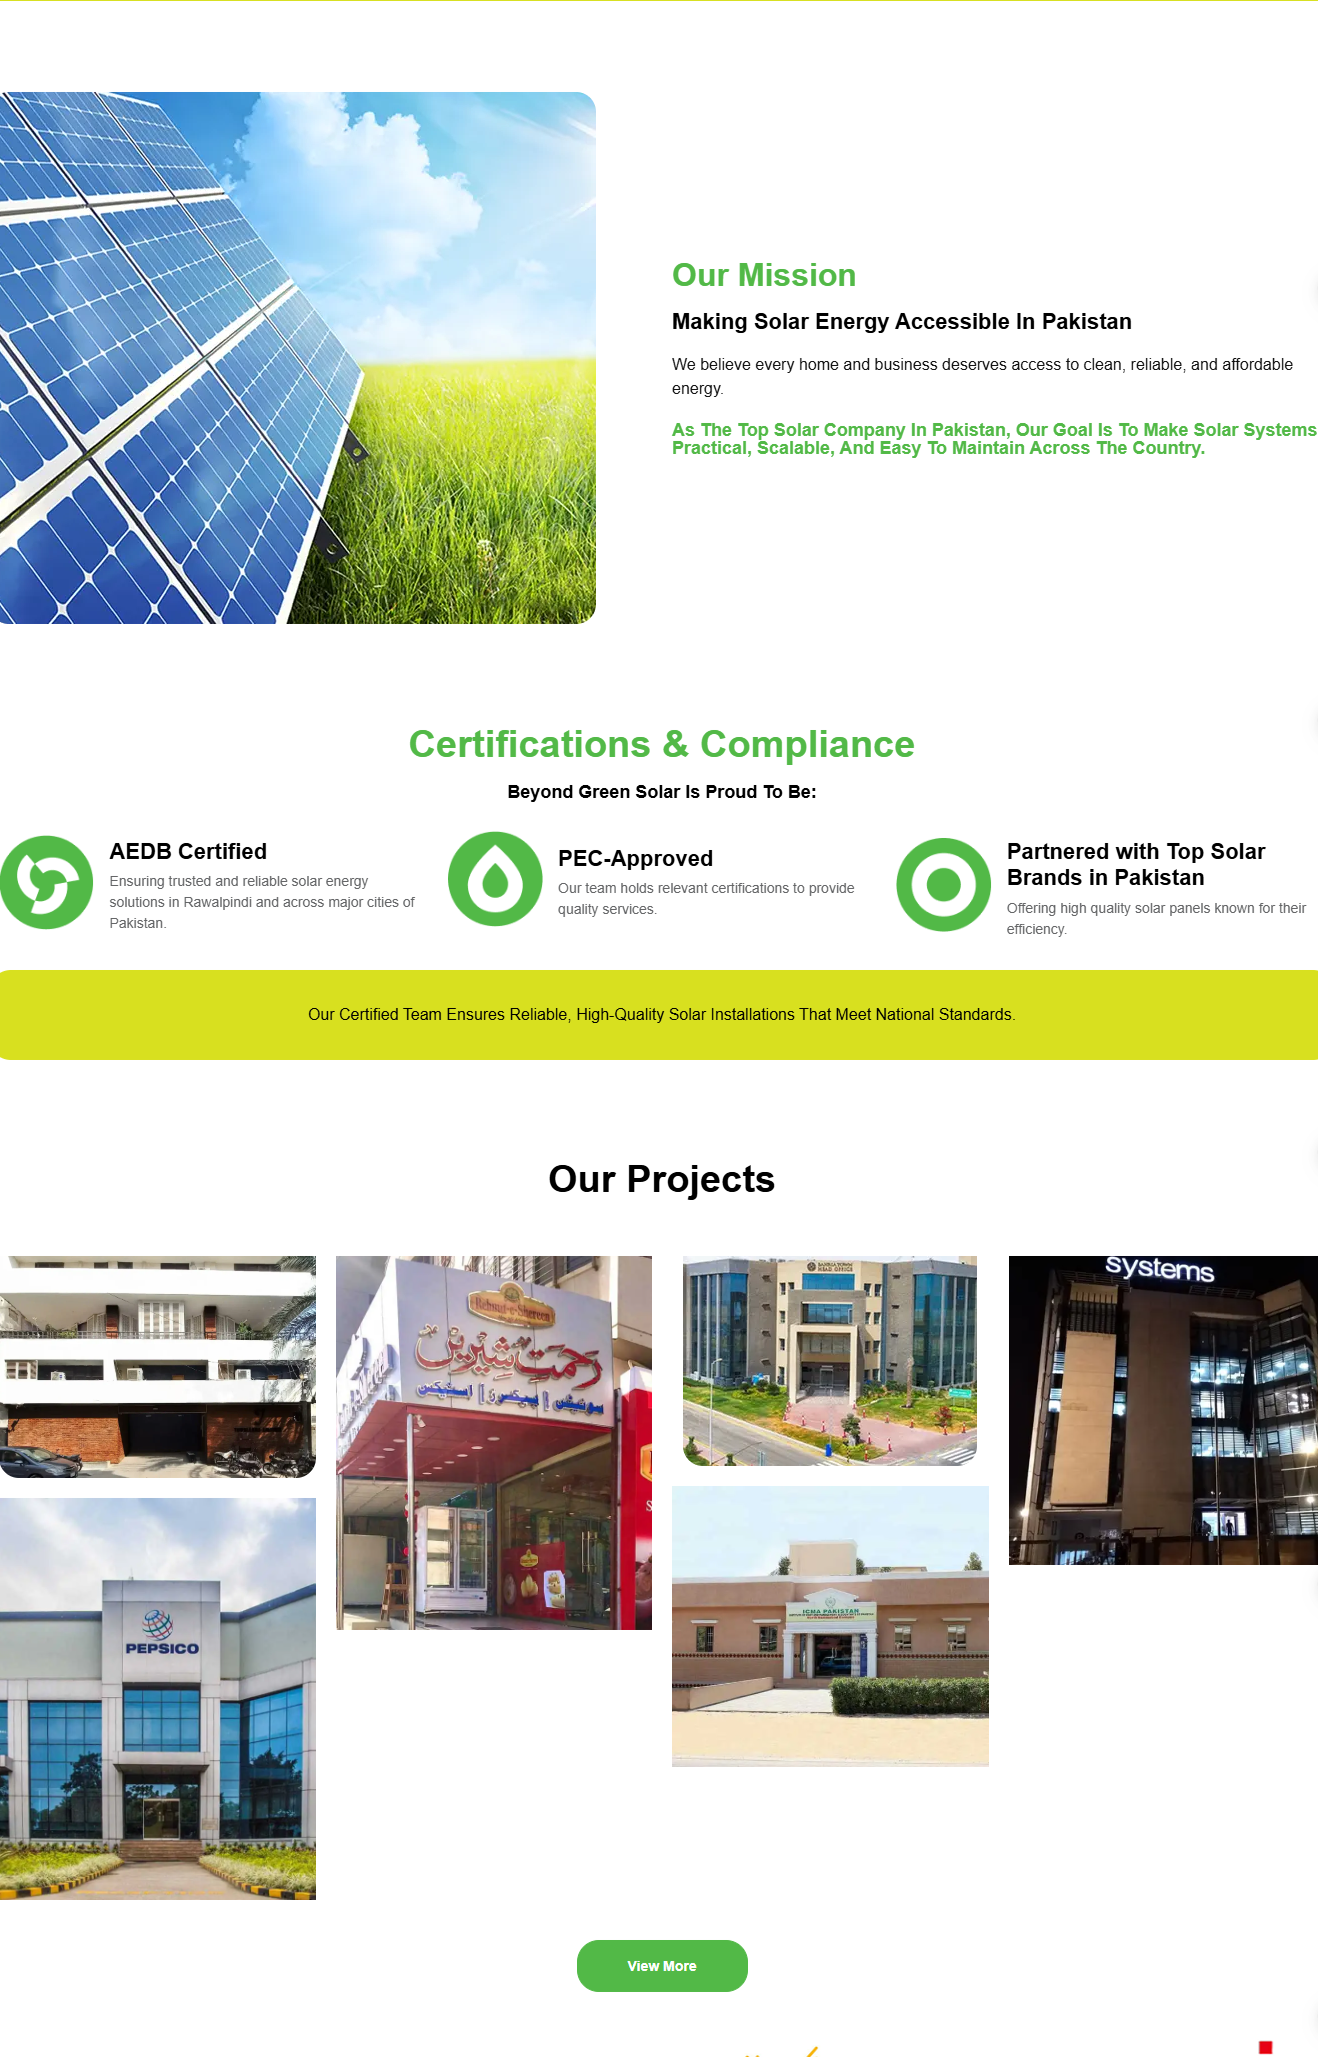 Our Mission
Making Solar Energy Accessible In Pakistan
We believe every home and business deserves access to clean, reliable, and affordable
energy.
As The Top Solar Company In Pakistan, Our Goal Is To Make Solar Systems
Practical, Scalable, And Easy To Maintain Across The Country.
Certifications & Compliance
Beyond Green Solar Is Proud To Be:
AEDB Certified
Ensuring trusted and reliable solar energy
solutions in Rawalpindi and across major cities of
Pakistan.
PEC-Approved
Our team holds relevant certifications to provide
quality services.
Partnered with Top Solar
Brands in Pakistan
Offering high quality solar panels known for their
efficiency.
Our Certified Team Ensures Reliable, High-Quality Solar Installations That Meet National Standards.
Our Projects
Rehmat-e-Shereen
رحمتِ شیریں
سوئیٹس | بیکرز | اسنیکس
BAHRIA TOWN
HEAD OFFICE
systems
PEPSICO
ICMA PAKISTAN
View More